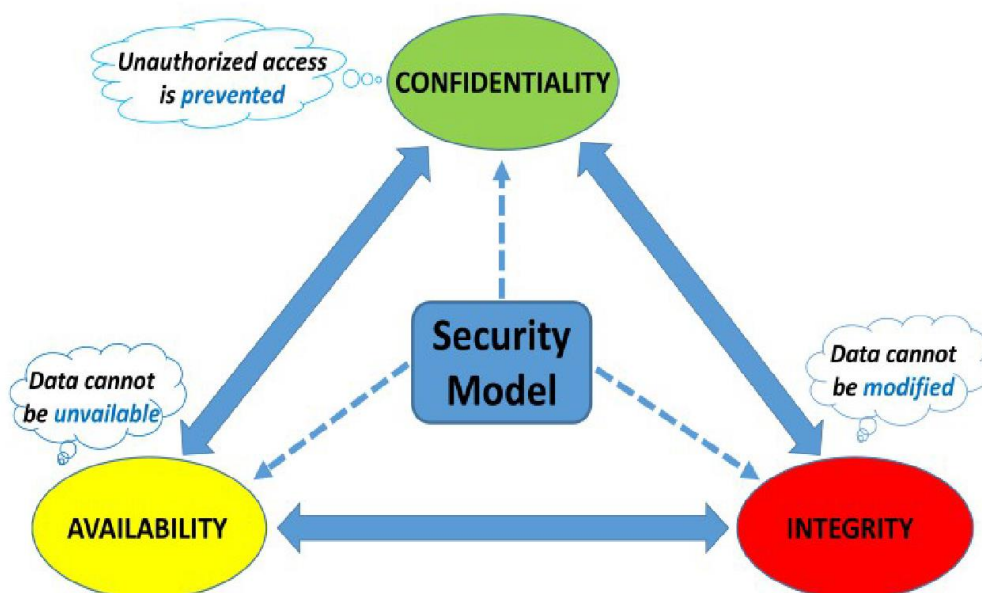 Unauthorized access
is prevented
CONFIDENTIALITY
Security
Model
Data cannot
be unvailable
Data cannot
be modified
AVAILABILITY
INTEGRITY